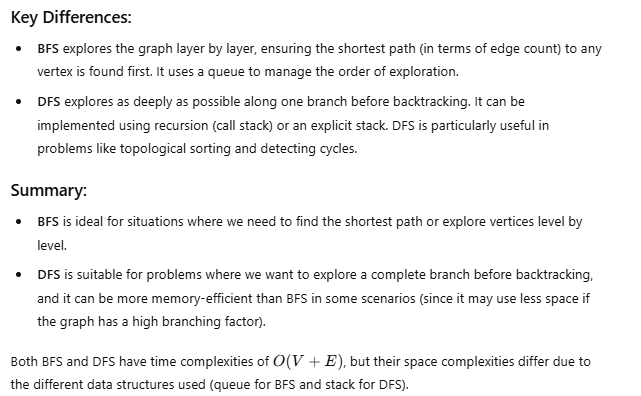 Key Differences:
• BFS explores the graph layer by layer, ensuring the shortest path (in terms of edge count) to any
vertex is found first. It uses a queue to manage the order of exploration.
• DFS explores as deeply as possible along one branch before backtracking. It can be
implemented using recursion (call stack) or an explicit stack. DFS is particularly useful in
problems like topological sorting and detecting cycles.
Summary:
• BFS is ideal for situations where we need to find the shortest path or explore vertices level by
level.
• DFS is suitable for problems where we want to explore a complete branch before backtracking,
and it can be more memory-efficient than BFS in some scenarios (since it may use less space if
the graph has a high branching factor).
Both BFS and DFS have time complexities of O(V + E), but their space complexities differ due to
the different data structures used (queue for BFS and stack for DFS).